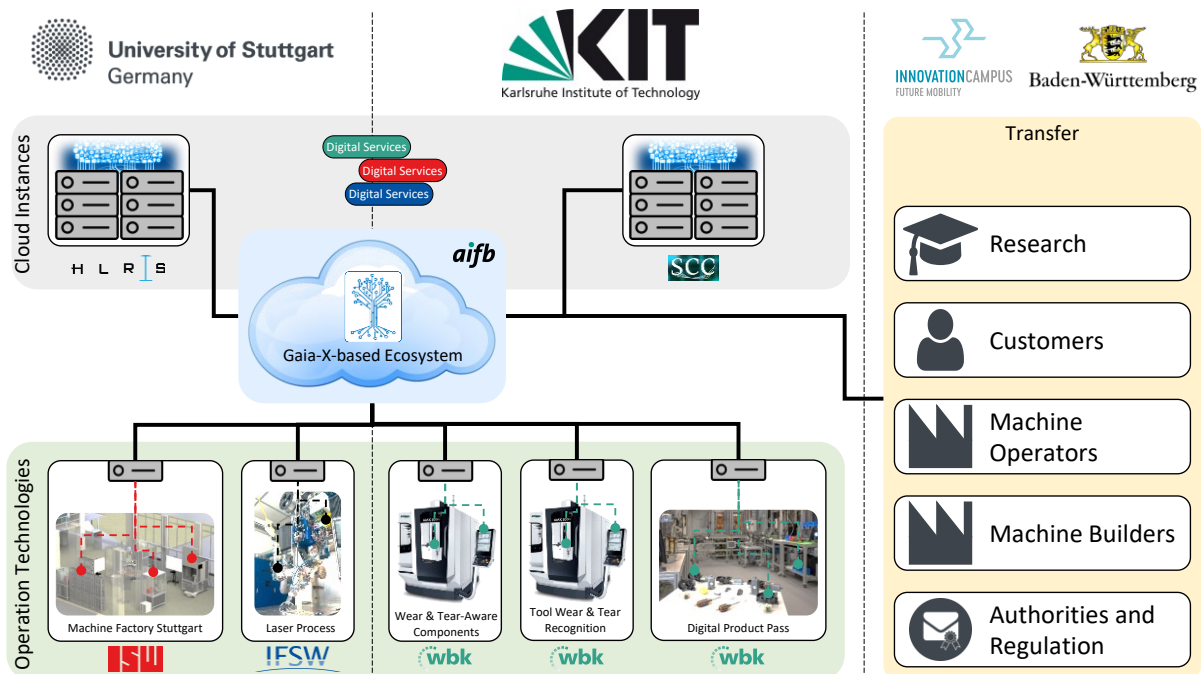 University of Stuttgart
Germany
KIT
Karlsruhe Institute of Technology
INNOVATIONCAMPUS
FUTURE MOBILITY
Baden-Württemberg
Cloud Instances
H L R I S
Digital Services
Digital Services
Digital Services
SCC
aifb
Gaia-X-based Ecosystem
Operation Technologies
Machine Factory Stuttgart
ISW
Laser Process
IFSW
Wear & Tear-Aware
Components
wbk
Tool Wear & Tear
Recognition
wbk
Digital Product Pass
wbk
Transfer
Research
Customers
Machine
Operators
Machine Builders
Authorities and
Regulation